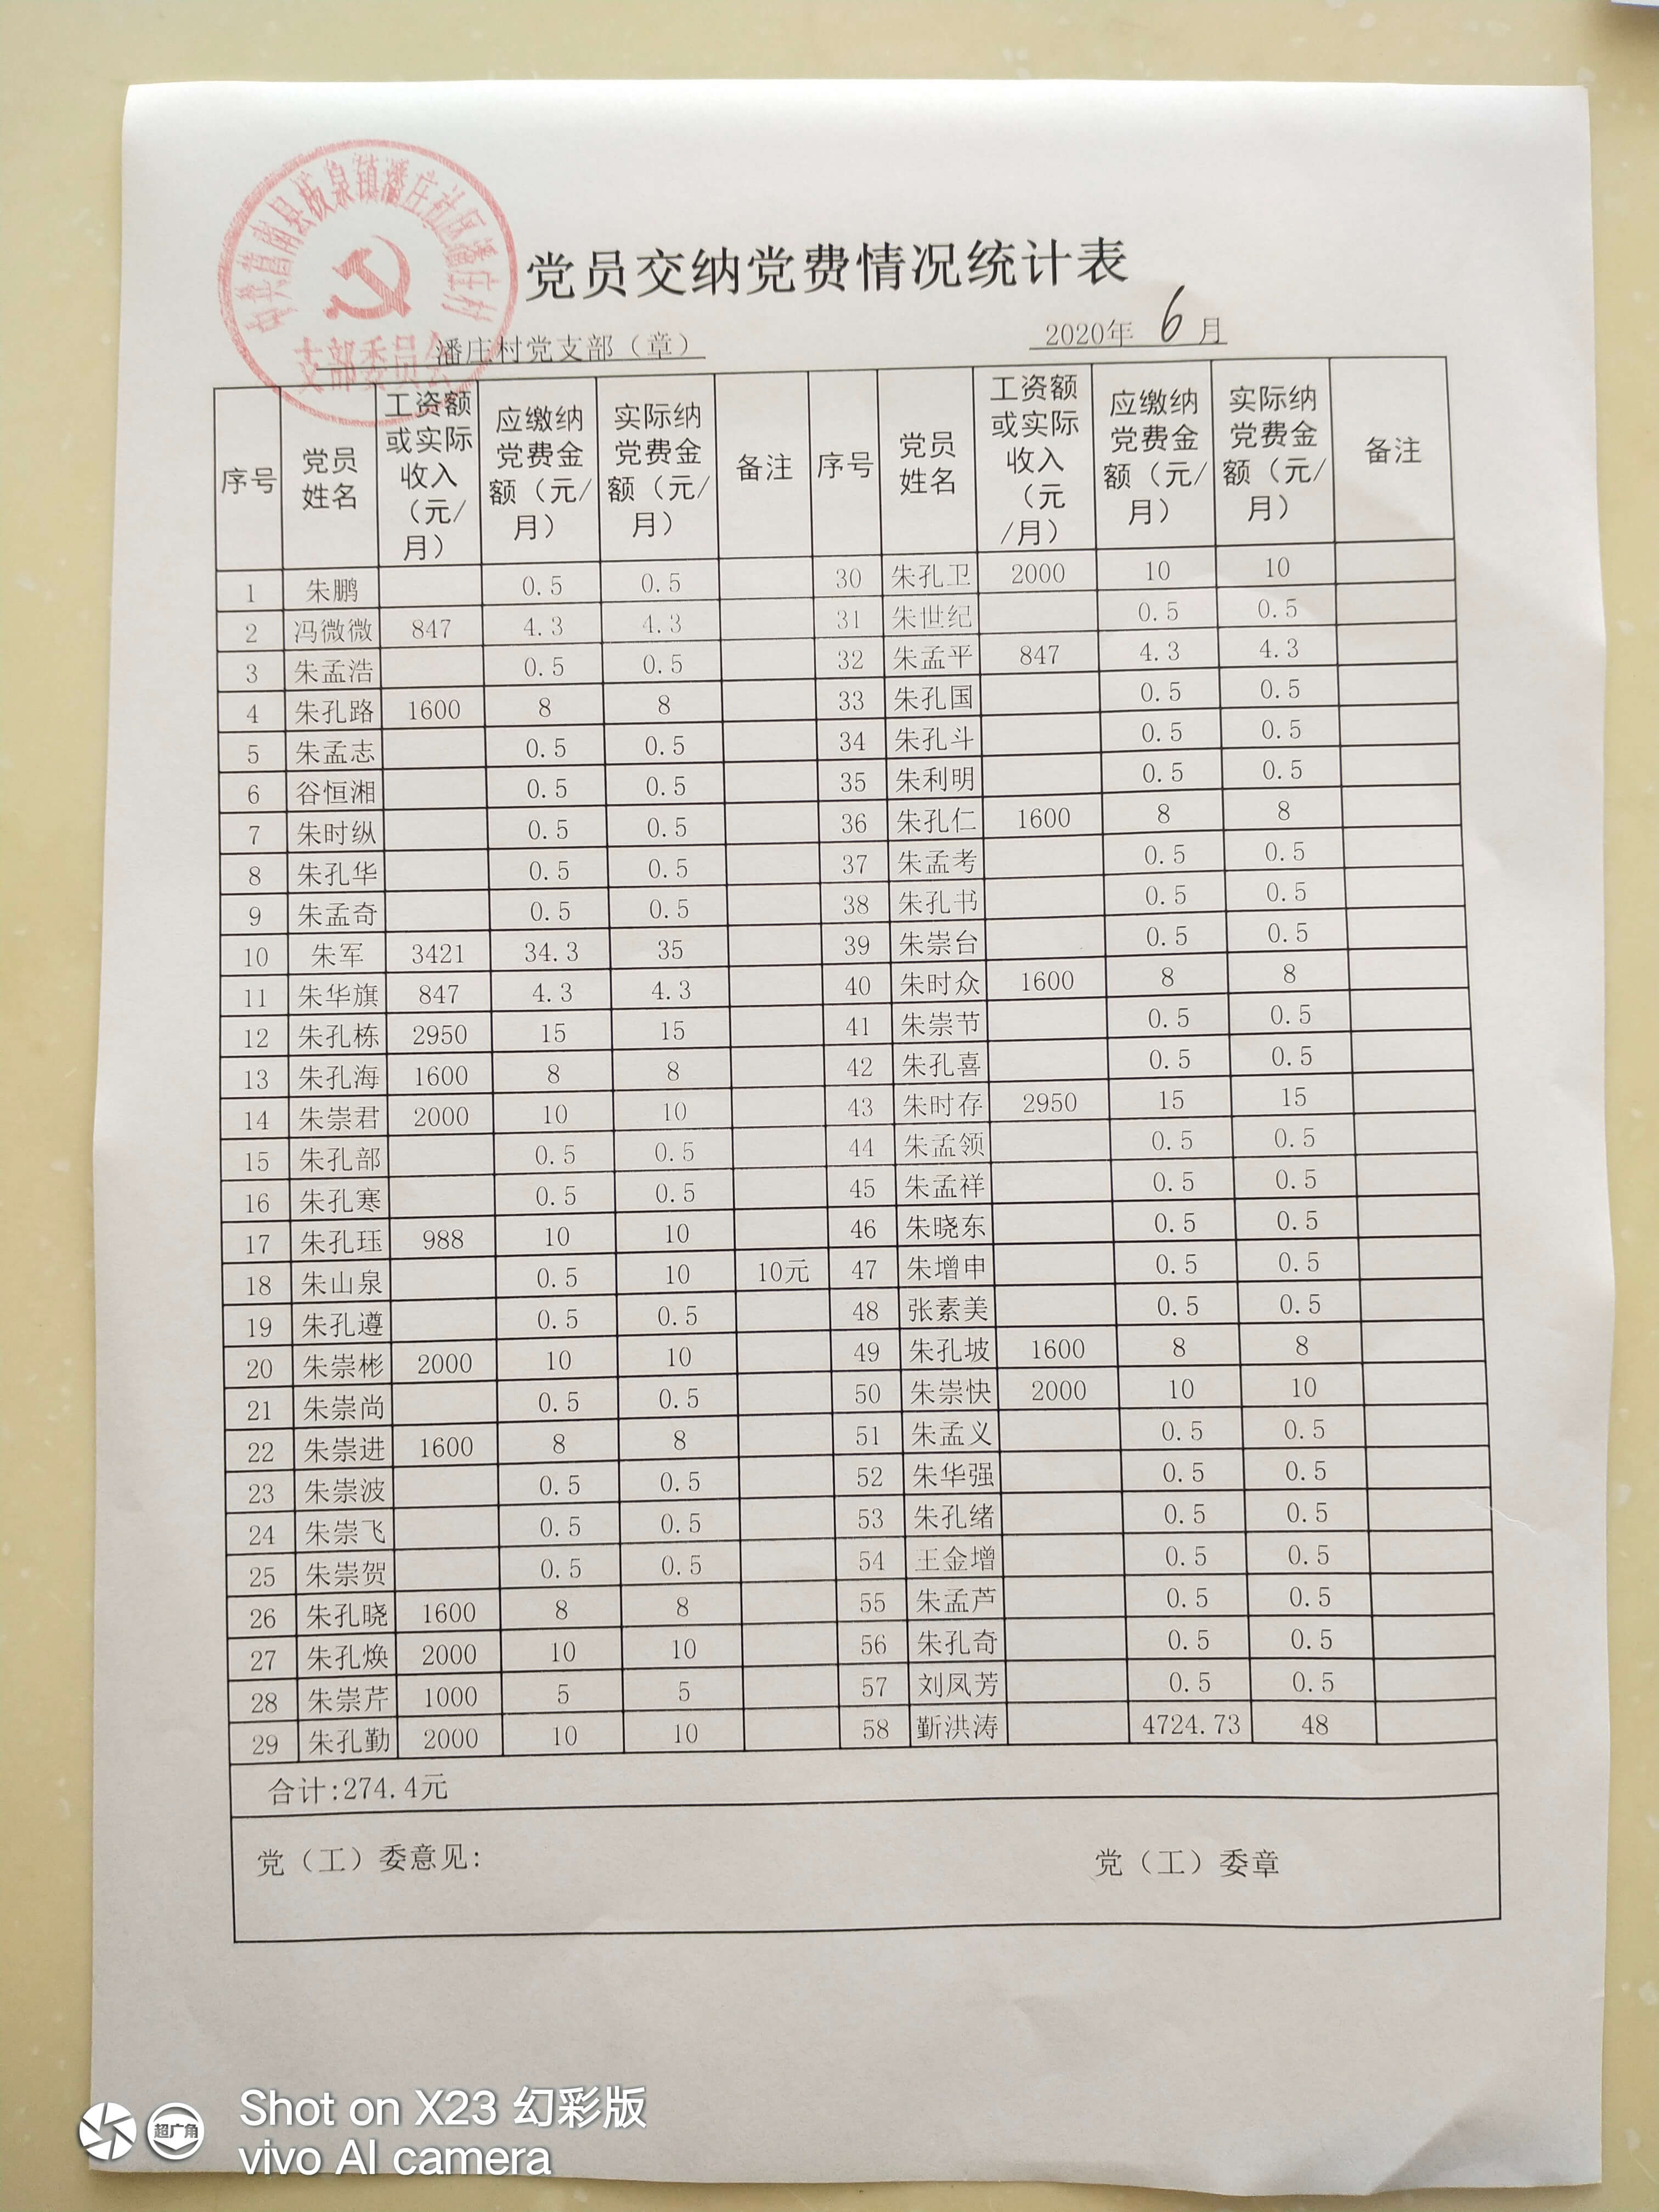 中共莒南县板泉镇潘庄社区潘庄村
支部委员会
党员交纳党费情况统计表
潘庄村党支部（章） 2020年 6 月
序号 党员姓名 工资额或实际收入（元/月） 应缴纳党费金额（元/月） 实际纳党费金额（元/月） 备注 序号 党员姓名 工资额或实际收入（元/月） 应缴纳党费金额（元/月） 实际纳党费金额（元/月） 备注
1 朱鹏 0.5 0.5 30 朱孔卫 2000 10 10
2 冯微微 847 4.3 4.3 31 朱世纪 0.5 0.5
3 朱孟浩 0.5 0.5 32 朱孟平 847 4.3 4.3
4 朱孔路 1600 8 8 33 朱孔国 0.5 0.5
5 朱孟志 0.5 0.5 34 朱孔斗 0.5 0.5
6 谷恒湘 0.5 0.5 35 朱利明 0.5 0.5
7 朱时纵 0.5 0.5 36 朱孔仁 1600 8 8
8 朱孔华 0.5 0.5 37 朱孟考 0.5 0.5
9 朱孟奇 0.5 0.5 38 朱孔书 0.5 0.5
10 朱军 3421 34.3 35 39 朱崇台 0.5 0.5
11 朱华旗 847 4.3 4.3 40 朱时众 1600 8 8
12 朱孔栋 2950 15 15 41 朱崇节 0.5 0.5
13 朱孔海 1600 8 8 42 朱孔喜 0.5 0.5
14 朱崇君 2000 10 10 43 朱时存 2950 15 15
15 朱孔部 0.5 0.5 44 朱孟领 0.5 0.5
16 朱孔寒 0.5 0.5 45 朱孟祥 0.5 0.5
17 朱孔珏 988 10 10 46 朱晓东 0.5 0.5
18 朱山泉 0.5 10 10元 47 朱增申 0.5 0.5
19 朱孔遵 0.5 0.5 48 张素美 0.5 0.5
20 朱崇彬 2000 10 10 49 朱孔坡 1600 8 8
21 朱崇尚 0.5 0.5 50 朱崇快 2000 10 10
22 朱崇进 1600 8 8 51 朱孟义 0.5 0.5
23 朱崇波 0.5 0.5 52 朱华强 0.5 0.5
24 朱崇飞 0.5 0.5 53 朱孔绪 0.5 0.5
25 朱崇贺 0.5 0.5 54 王金增 0.5 0.5
26 朱孔晓 1600 8 8 55 朱孟芦 0.5 0.5
27 朱孔焕 2000 10 10 56 朱孔奇 0.5 0.5
28 朱崇芹 1000 5 5 57 刘凤芳 0.5 0.5
29 朱孔勤 2000 10 10 58 靳洪涛 4724.73 48
合计:274.4元
党（工）委意见: 党（工）委章
超广角
Shot on X23 幻彩版
vivo AI camera